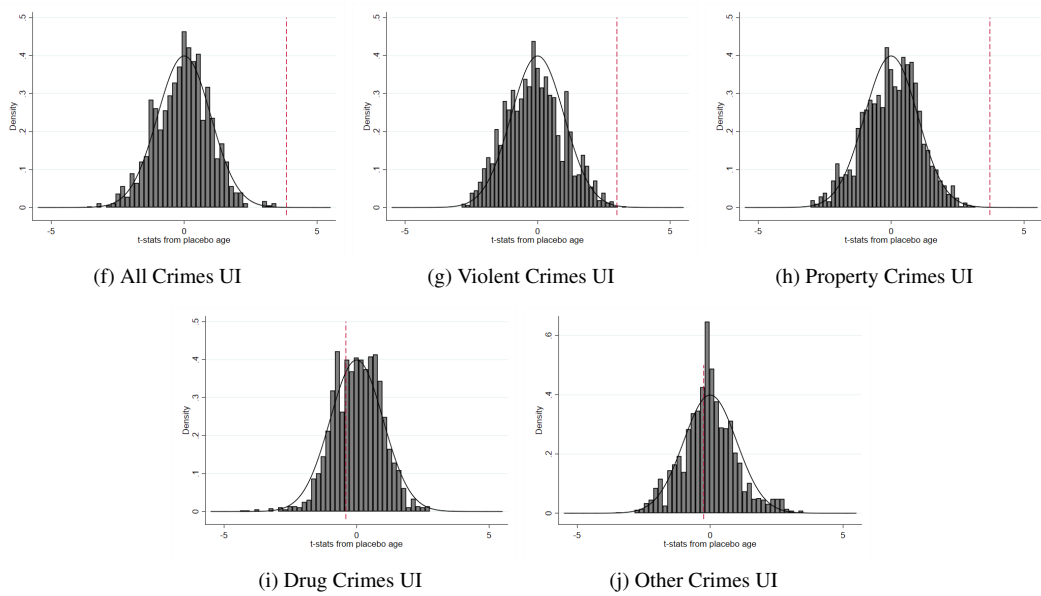 .5
.4
.3
.2
.1
0
Density
-5 0 5
t-stats from placebo age
(f) All Crimes UI
.5
.4
.3
.2
.1
0
Density
-5 0 5
t-stats from placebo age
(g) Violent Crimes UI
.5
.4
.3
.2
.1
0
Density
-5 0 5
t-stats from placebo age
(h) Property Crimes UI
.5
.4
.3
.2
.1
0
Density
-5 0 5
t-stats from placebo age
(i) Drug Crimes UI
.6
.4
.2
0
Density
-5 0 5
t-stats from placebo age
(j) Other Crimes UI